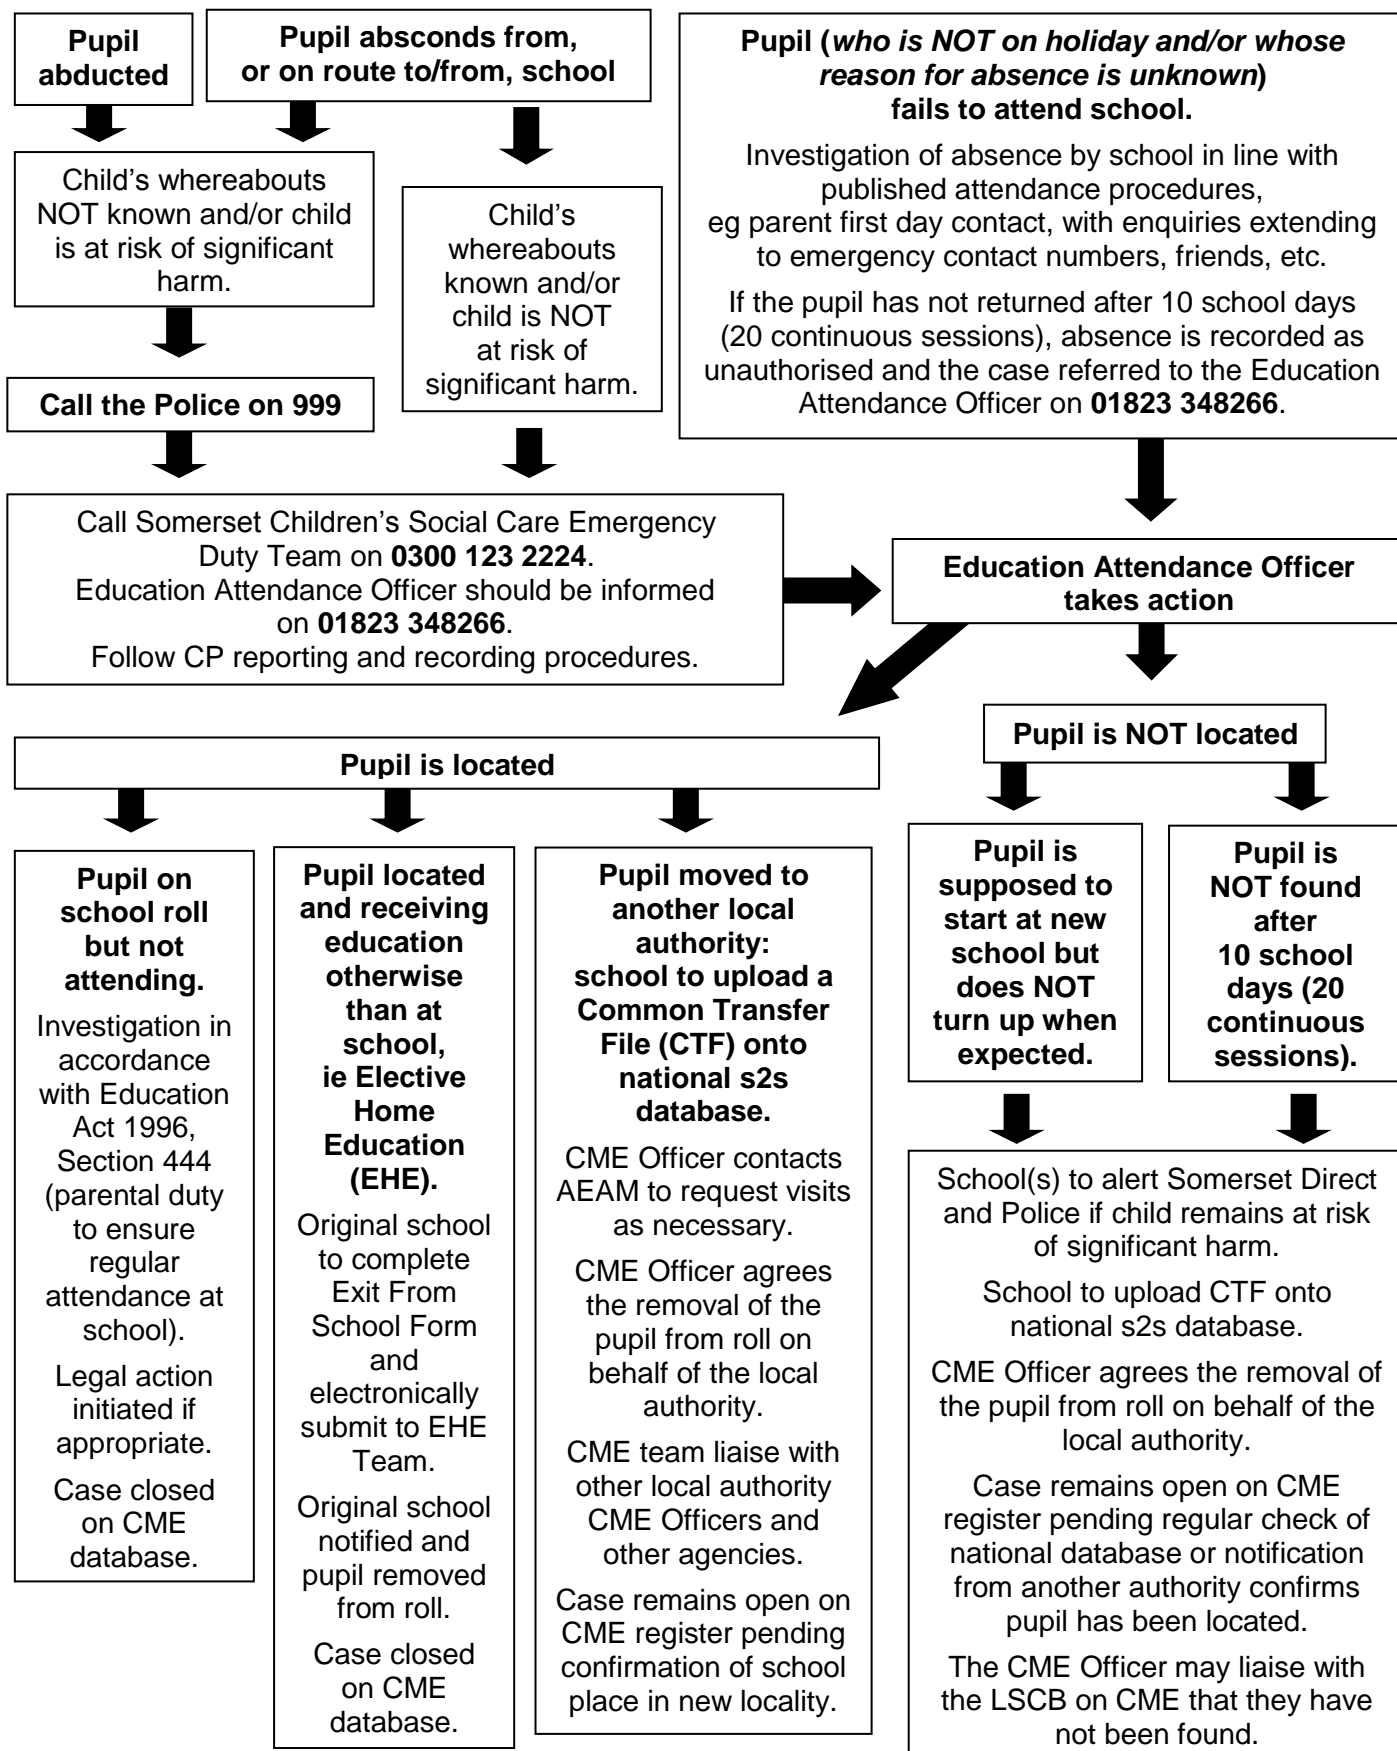 Pupil
abducted
Pupil absconds from,
or on route to/from, school
Pupil (who is NOT on holiday and/or whose
reason for absence is unknown)
fails to attend school.
Investigation of absence by school in line with
published attendance procedures,
eg parent first day contact, with enquiries extending
to emergency contact numbers, friends, etc.
If the pupil has not returned after 10 school days
(20 continuous sessions), absence is recorded as
unauthorised and the case referred to the Education
Attendance Officer on 01823 348266.
Child’s whereabouts
NOT known and/or child
is at risk of significant
harm.
Child’s
whereabouts
known and/or
child is NOT
at risk of
significant harm.
Call the Police on 999
Call Somerset Children’s Social Care Emergency
Duty Team on 0300 123 2224.
Education Attendance Officer should be informed
on 01823 348266.
Follow CP reporting and recording procedures.
Education Attendance Officer
takes action
Pupil is located
Pupil is NOT located
Pupil on
school roll
but not
attending.
Investigation in
accordance
with Education
Act 1996,
Section 444
(parental duty
to ensure
regular
attendance at
school).
Legal action
initiated if
appropriate.
Case closed
on CME
database.
Pupil located
and receiving
education
otherwise
than at
school,
ie Elective
Home
Education
(EHE).
Original school
to complete
Exit From
School Form
and
electronically
submit to EHE
Team.
Original school
notified and
pupil removed
from roll.
Case closed
on CME
database.
Pupil moved to
another local
authority:
school to upload a
Common Transfer
File (CTF) onto
national s2s
database.
CME Officer contacts
AEAM to request visits
as necessary.
CME Officer agrees
the removal of the
pupil from roll on
behalf of the local
authority.
CME team liaise with
other local authority
CME Officers and
other agencies.
Case remains open on
CME register pending
confirmation of school
place in new locality.
Pupil is
supposed to
start at new
school but
does NOT
turn up when
expected.
Pupil is
NOT found
after
10 school
days (20
continuous
sessions).
School(s) to alert Somerset Direct
and Police if child remains at risk
of significant harm.
School to upload CTF onto
national s2s database.
CME Officer agrees the removal of
the pupil from roll on behalf of the
local authority.
Case remains open on CME
register pending regular check of
national database or notification
from another authority confirms
pupil has been located.
The CME Officer may liaise with
the LSCB on CME that they have
not been found.